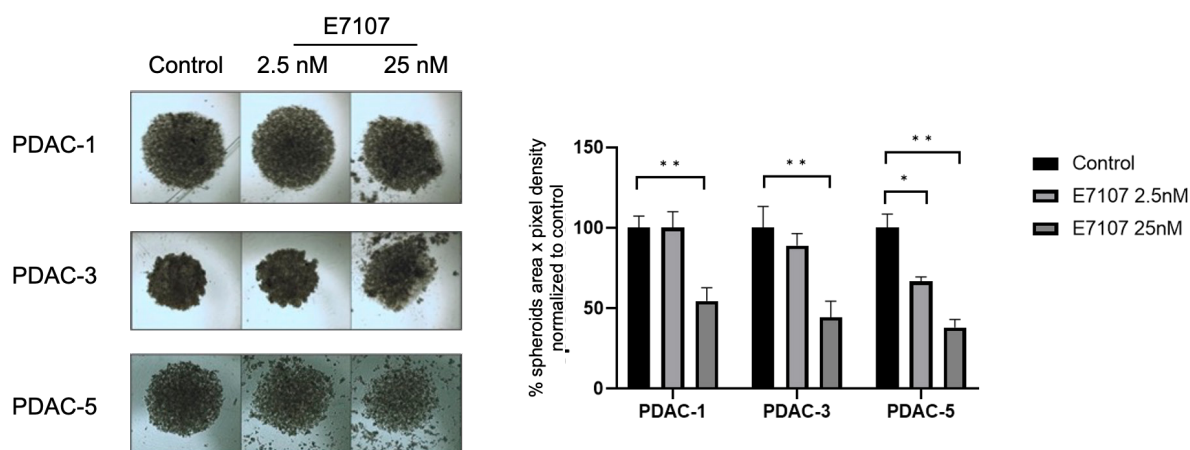 E7107
Control 2.5 nM 25 nM
PDAC-1
PDAC-3
PDAC-5
% spheroids area x pixel density
normalized to control
150
100
50
0
* *
* *
* *
*
PDAC-1 PDAC-3 PDAC-5
Control
E7107 2.5nM
E7107 25nM